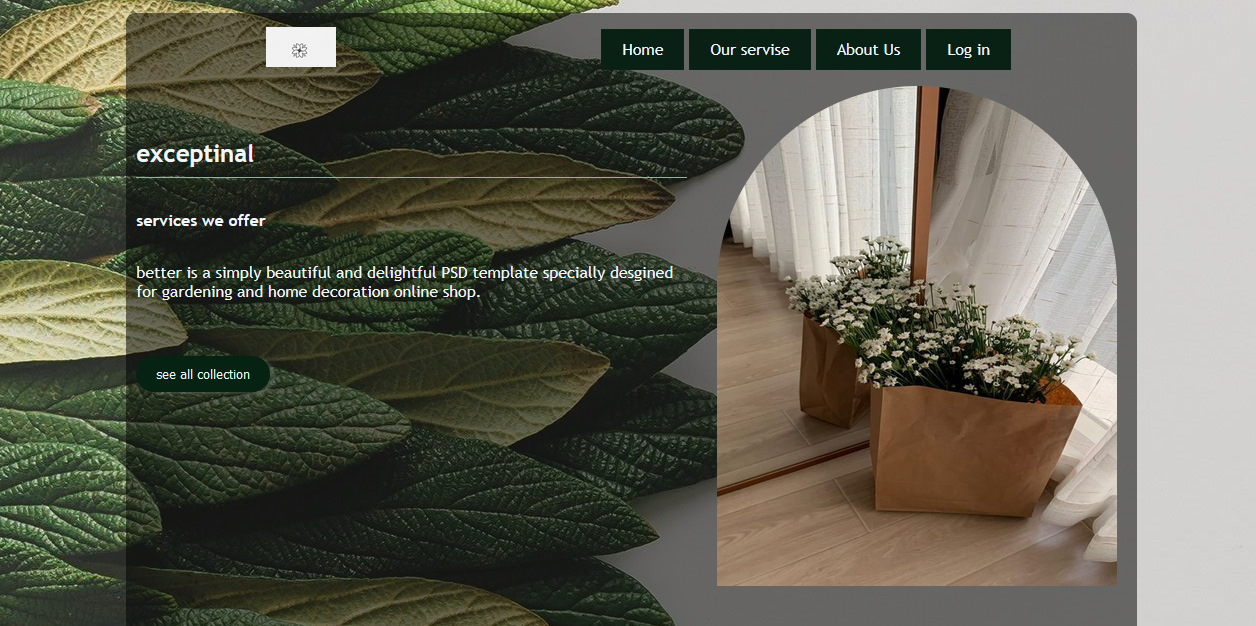 Home
Our servise
About Us
Log in
exceptinal
services we offer
better is a simply beautiful and delightful PSD template specially desgined
for gardening and home decoration online shop.
see all collection